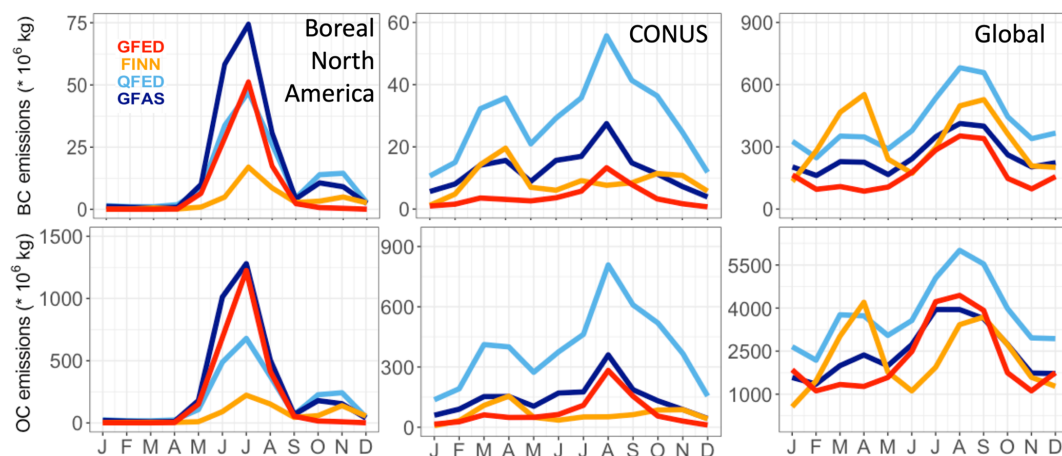 BC emissions (* 10⁶ kg)
75
50
25
0
GFED
FINN
QFED
GFAS
Boreal
North
America
60
40
20
0
CONUS
900
600
300
0
Global
OC emissions (* 10⁶ kg)
1500
1000
500
0
J F M A M J J A S O N D
900
600
300
0
J F M A M J J A S O N D
5500
4000
2500
1000
J F M A M J J A S O N D